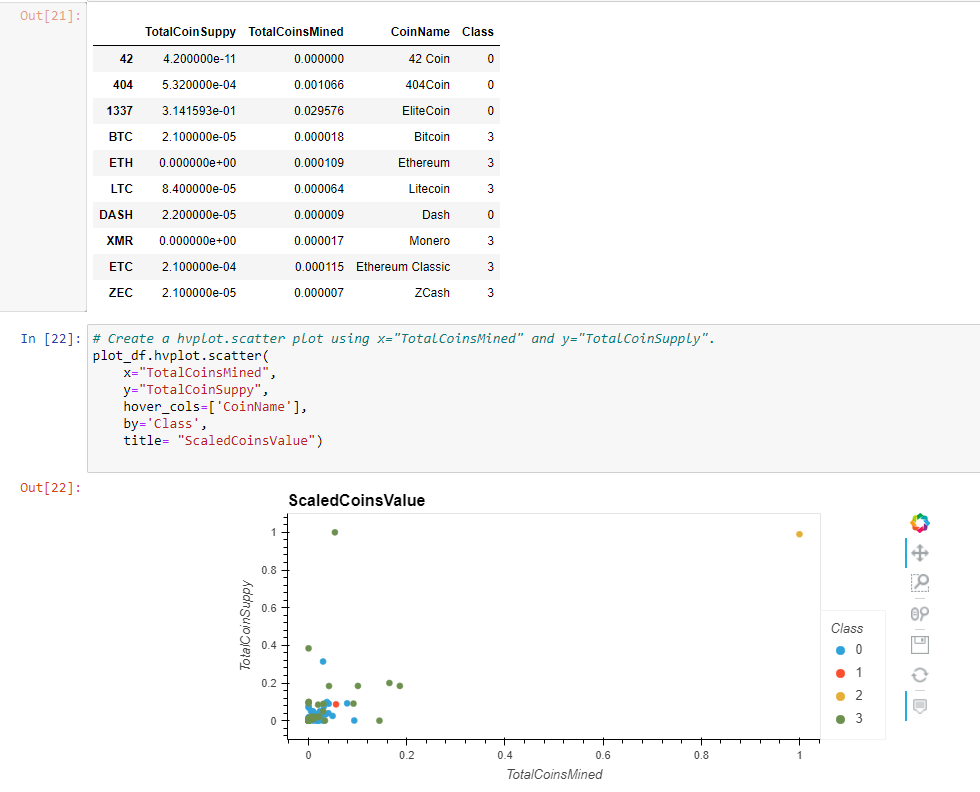 Out[21]:
TotalCoinSuppy TotalCoinsMined CoinName Class
42 4.200000e-11 0.000000 42 Coin 0
404 5.320000e-04 0.001066 404Coin 0
1337 3.141593e-01 0.029576 EliteCoin 0
BTC 2.100000e-05 0.000018 Bitcoin 3
ETH 0.000000e+00 0.000109 Ethereum 3
LTC 8.400000e-05 0.000064 Litecoin 3
DASH 2.200000e-05 0.000009 Dash 0
XMR 0.000000e+00 0.000017 Monero 3
ETC 2.100000e-04 0.000115 Ethereum Classic 3
ZEC 2.100000e-05 0.000007 ZCash 3
In [22]: # Create a hvplot.scatter plot using x="TotalCoinsMined" and y="TotalCoinSupply".
plot_df.hvplot.scatter(
x="TotalCoinsMined",
y="TotalCoinSuppy",
hover_cols=['CoinName'],
by='Class',
title= "ScaledCoinsValue")
Out[22]:
ScaledCoinsValue
TotalCoinSuppy
1
0.8
0.6
0.4
0.2
0
0 0.2 0.4 0.6 0.8 1
TotalCoinsMined
Class
0
1
2
3